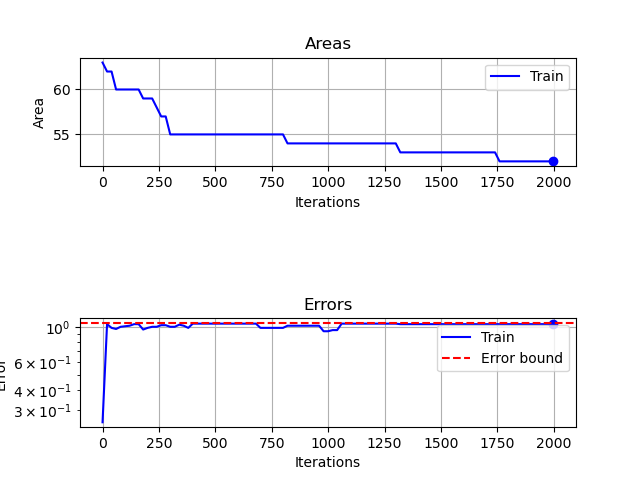 Areas
Area
60
55
Train
0 250 500 750 1000 1250 1500 1750 2000
Iterations
Errors
Error
10⁰
6 × 10⁻¹
4 × 10⁻¹
3 × 10⁻¹
Train
Error bound
0 250 500 750 1000 1250 1500 1750 2000
Iterations